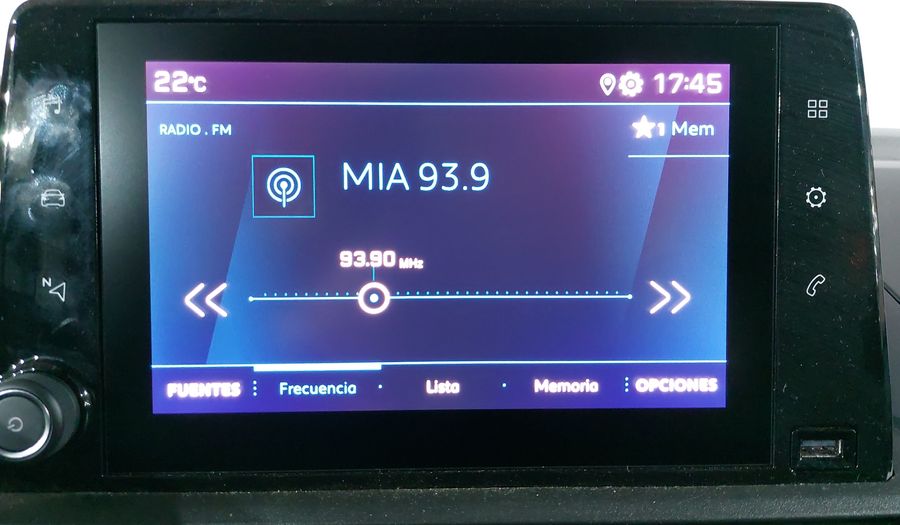 22°C 17:45
RADIO . FM
1 Mem
MIA 93.9
93.90 MHz
FUENTES Frecuencia Lista Memoria OPCIONES
N